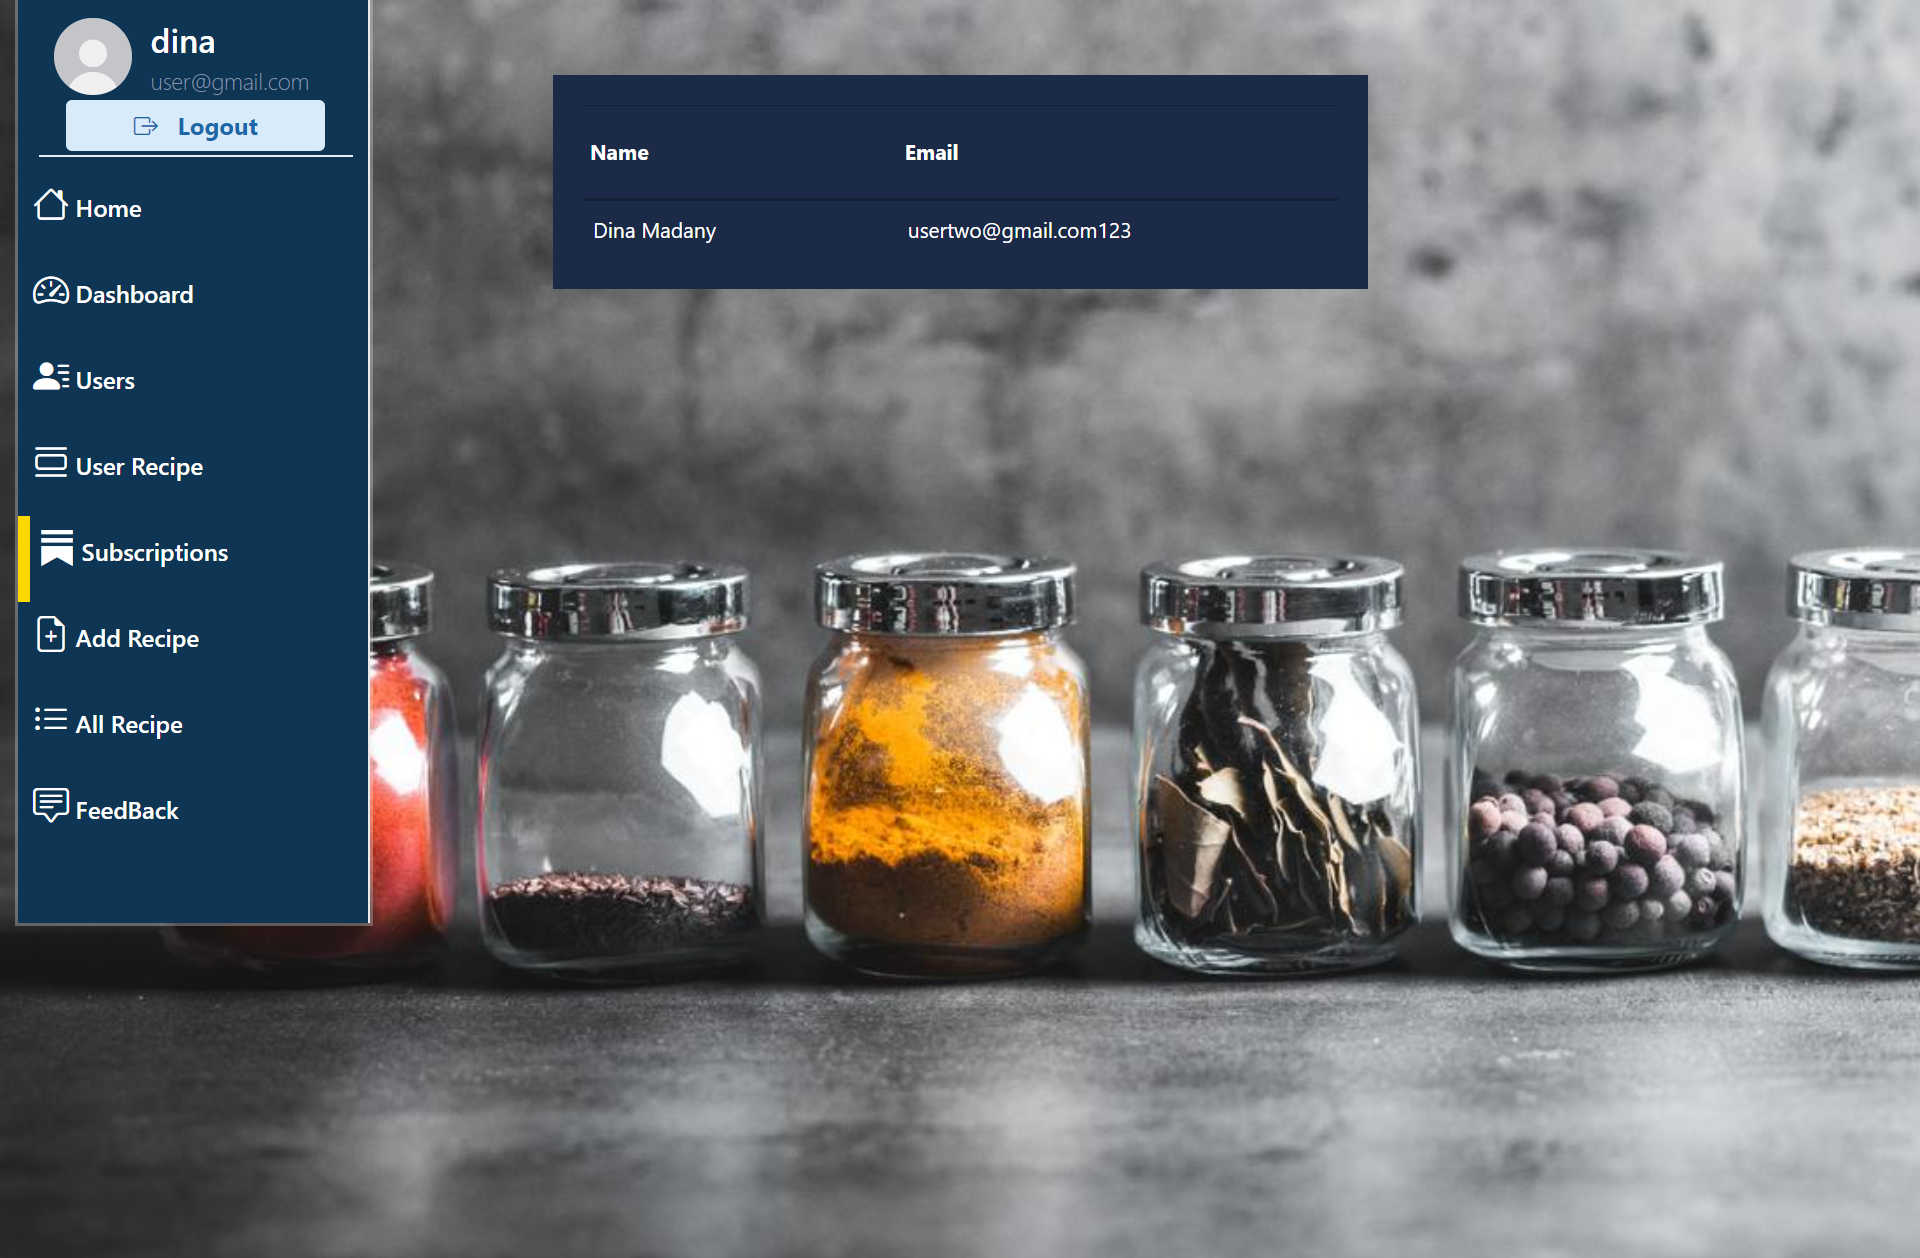 dina
user@gmail.com
Logout
Home
Dashboard
Users
User Recipe
Subscriptions
Add Recipe
All Recipe
FeedBack
Name Email
Dina Madany usertwo@gmail.com123